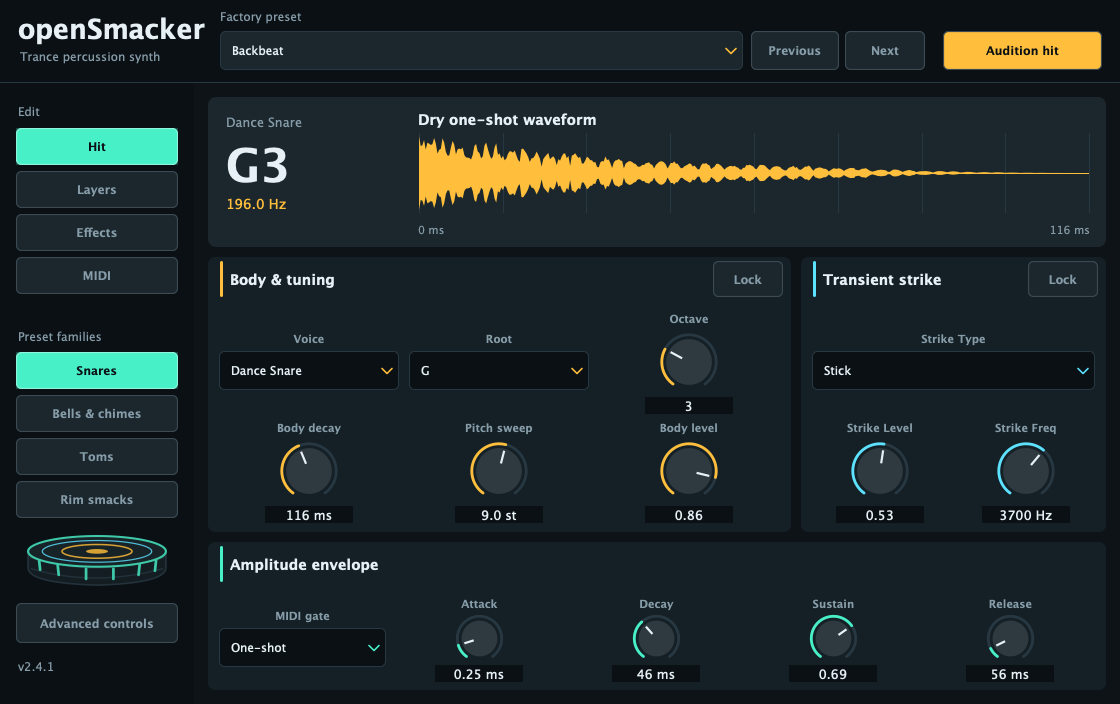 openSmacker
Trance percussion synth
Factory preset
Backbeat
Previous
Next
Audition hit
Edit
Hit
Layers
Effects
MIDI
Preset families
Snares
Bells & chimes
Toms
Rim smacks
Advanced controls
v2.4.1
Dance Snare
G3
196.0 Hz
Dry one-shot waveform
0 ms
116 ms
Body & tuning
Lock
Voice
Dance Snare
Root
G
Octave
3
Body decay
116 ms
Pitch sweep
9.0 st
Body level
0.86
Transient strike
Lock
Strike Type
Stick
Strike Level
0.53
Strike Freq
3700 Hz
Amplitude envelope
MIDI gate
One-shot
Attack
0.25 ms
Decay
46 ms
Sustain
0.69
Release
56 ms